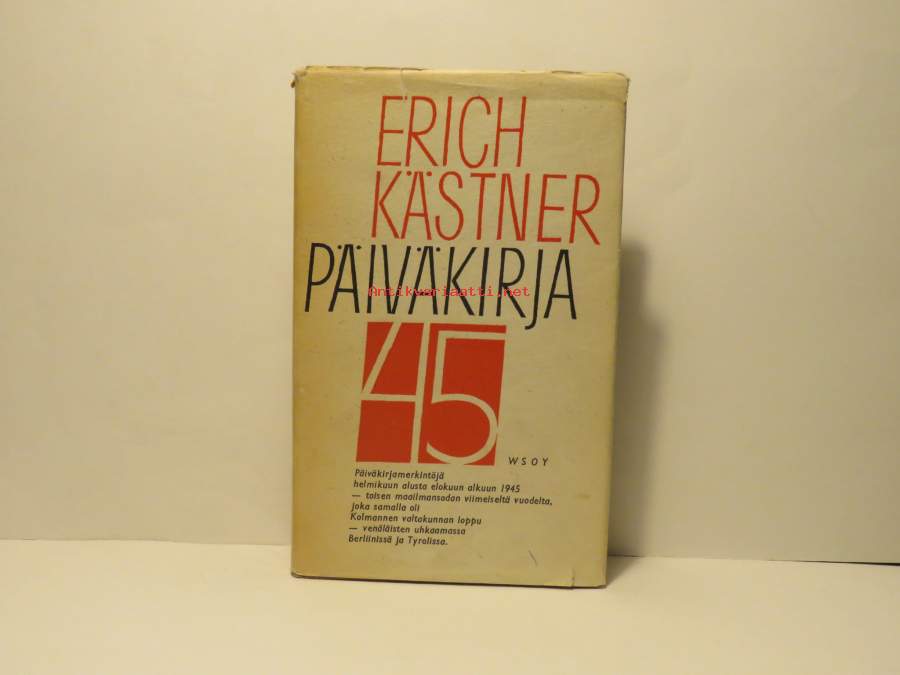 ERICH
KÄSTNER
PÄIVÄKIRJA
Antikvariaatti.net
45
WSOY
Päiväkirjamerkintöjä
helmikuun alusta elokuun alkuun 1945
— toisen maailmansodan viimeiseltä vuodelta,
joka samalla oli
Kolmannen valtakunnan loppu
— venäläisten uhkaamassa
Berliinissä ja Tyrolissa.